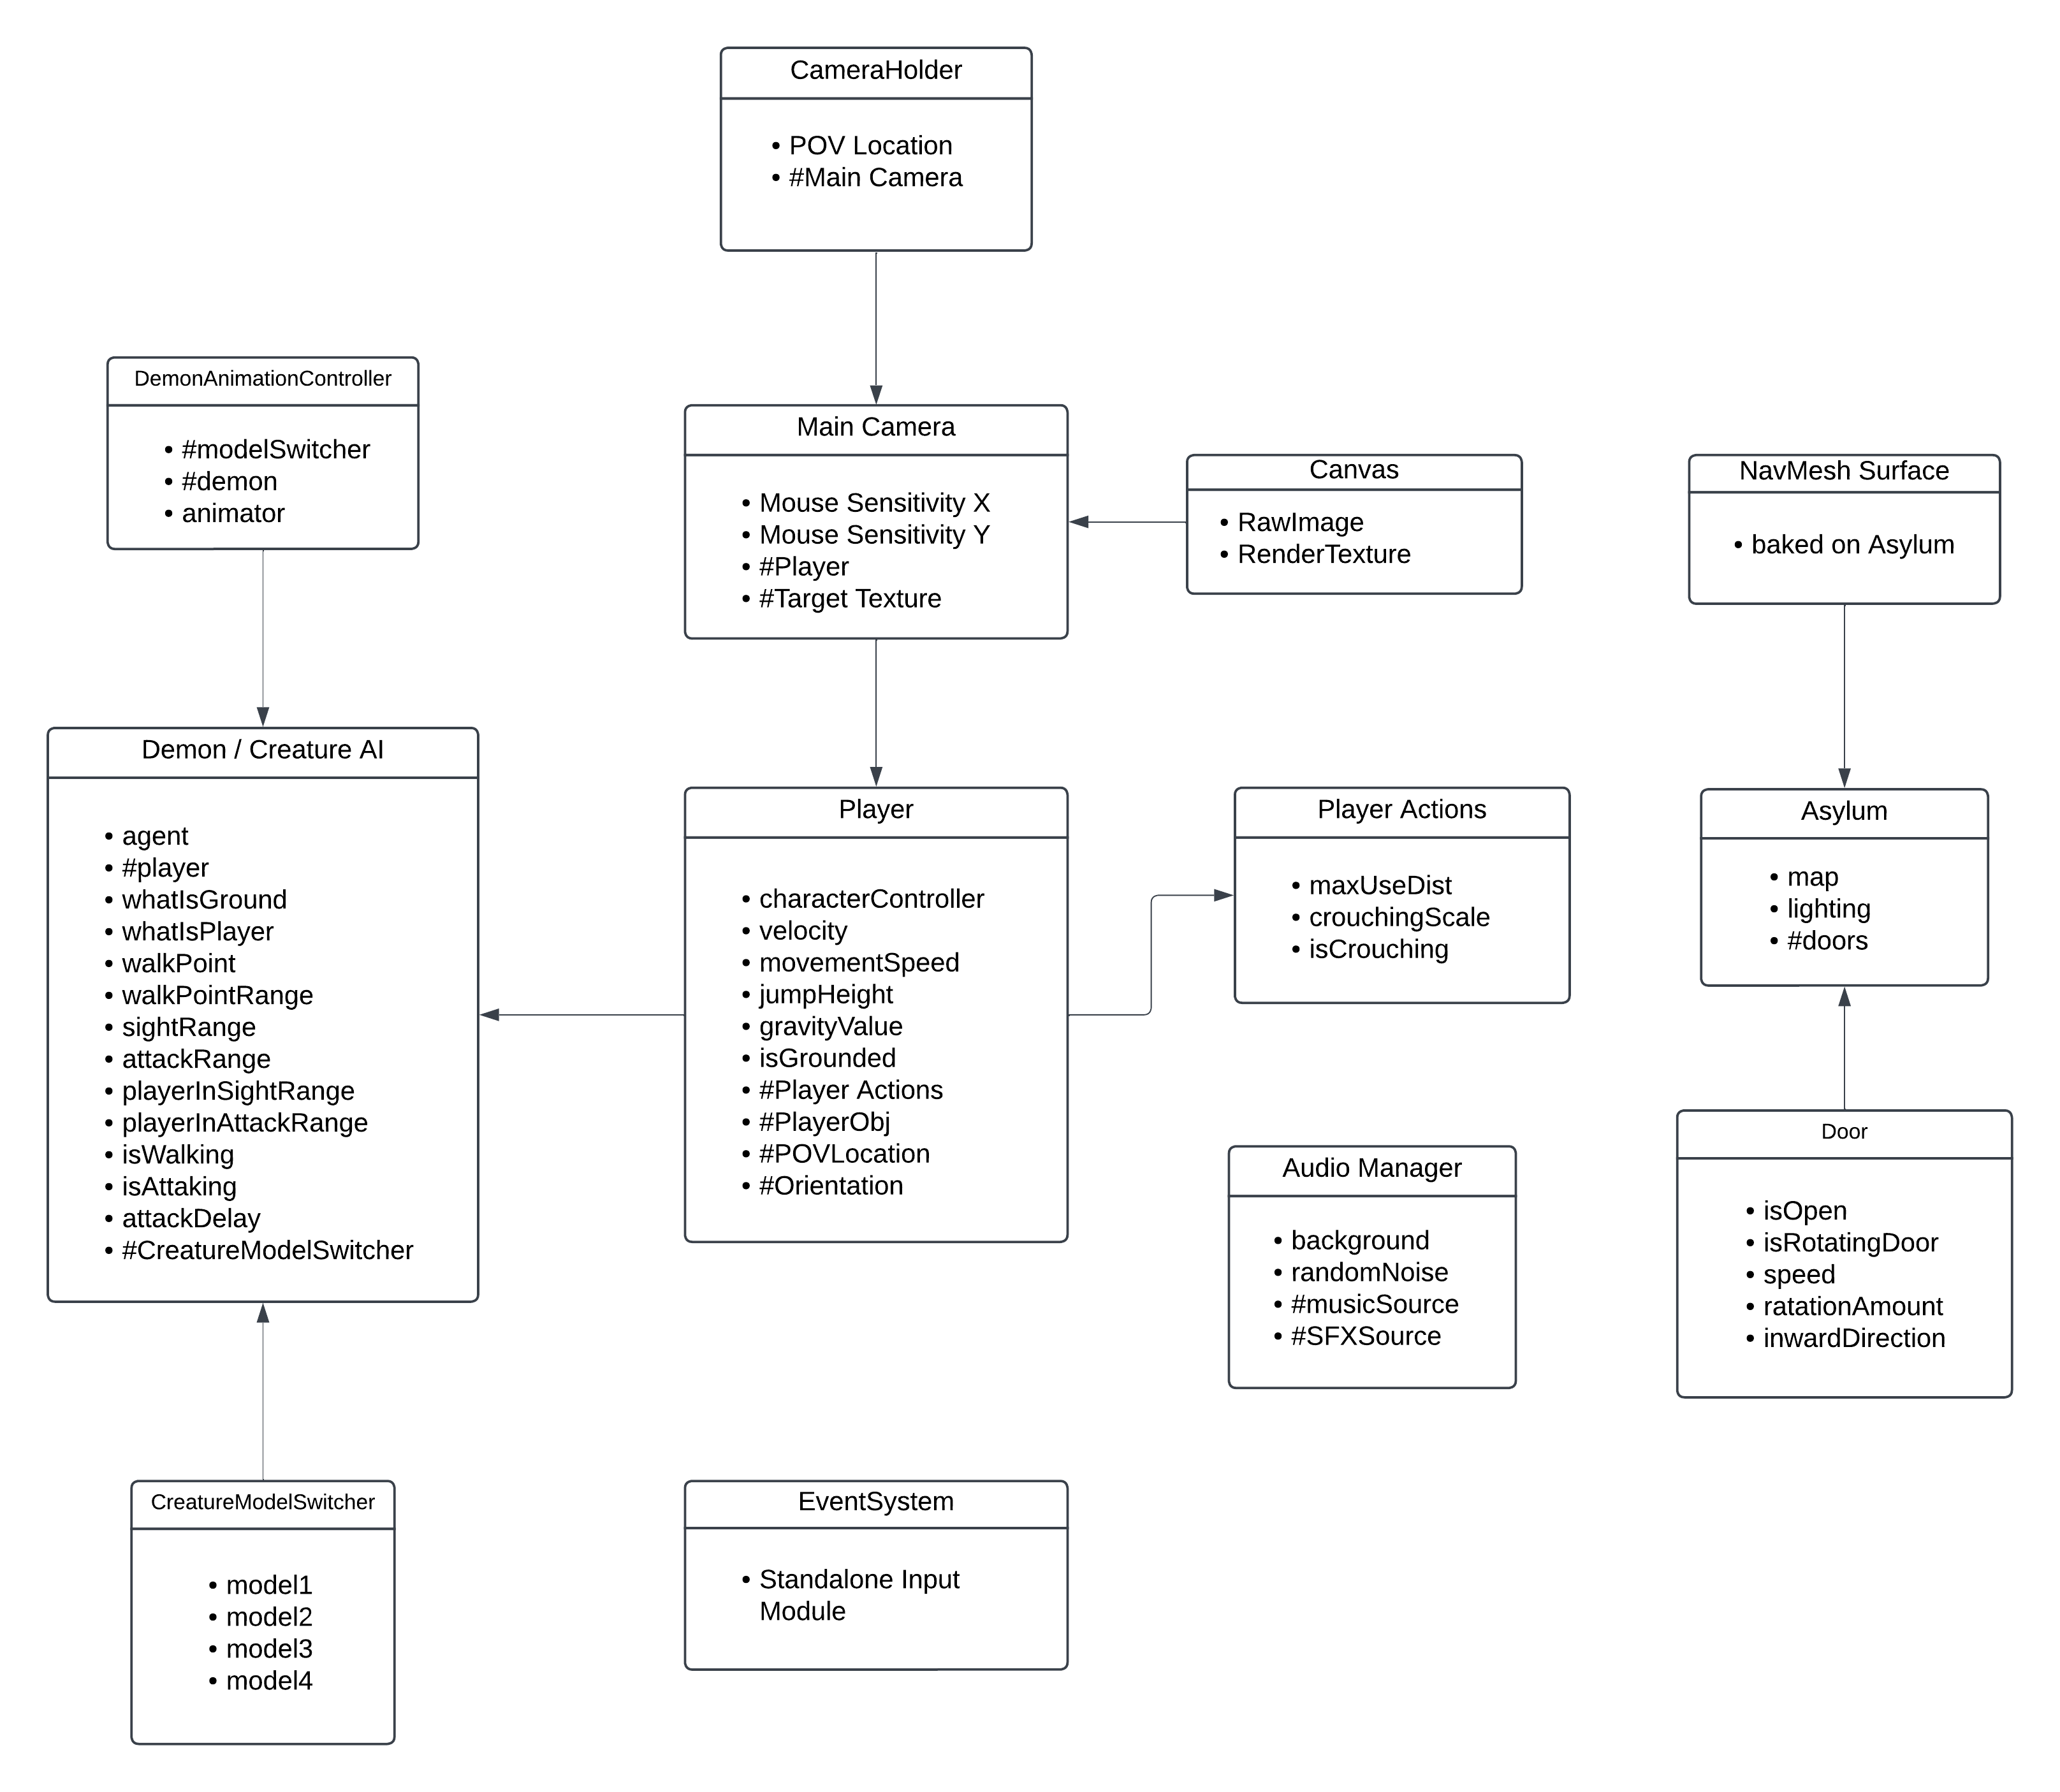 CameraHolder
• POV Location
• #Main Camera
DemonAnimationController
• #modelSwitcher
• #demon
• animator
Main Camera
• Mouse Sensitivity X
• Mouse Sensitivity Y
• #Player
• #Target Texture
Canvas
• RawImage
• RenderTexture
NavMesh Surface
• baked on Asylum
Demon / Creature AI
• agent
• #player
• whatIsGround
• whatIsPlayer
• walkPoint
• walkPointRange
• sightRange
• attackRange
• playerInSightRange
• playerInAttackRange
• isWalking
• isAttaking
• attackDelay
• #CreatureModelSwitcher
Player
• characterController
• velocity
• movementSpeed
• jumpHeight
• gravityValue
• isGrounded
• #Player Actions
• #PlayerObj
• #POVLocation
• #Orientation
Player Actions
• maxUseDist
• crouchingScale
• isCrouching
Asylum
• map
• lighting
• #doors
Audio Manager
• background
• randomNoise
• #musicSource
• #SFXSource
Door
• isOpen
• isRotatingDoor
• speed
• ratationAmount
• inwardDirection
CreatureModelSwitcher
• model1
• model2
• model3
• model4
EventSystem
• Standalone Input
Module